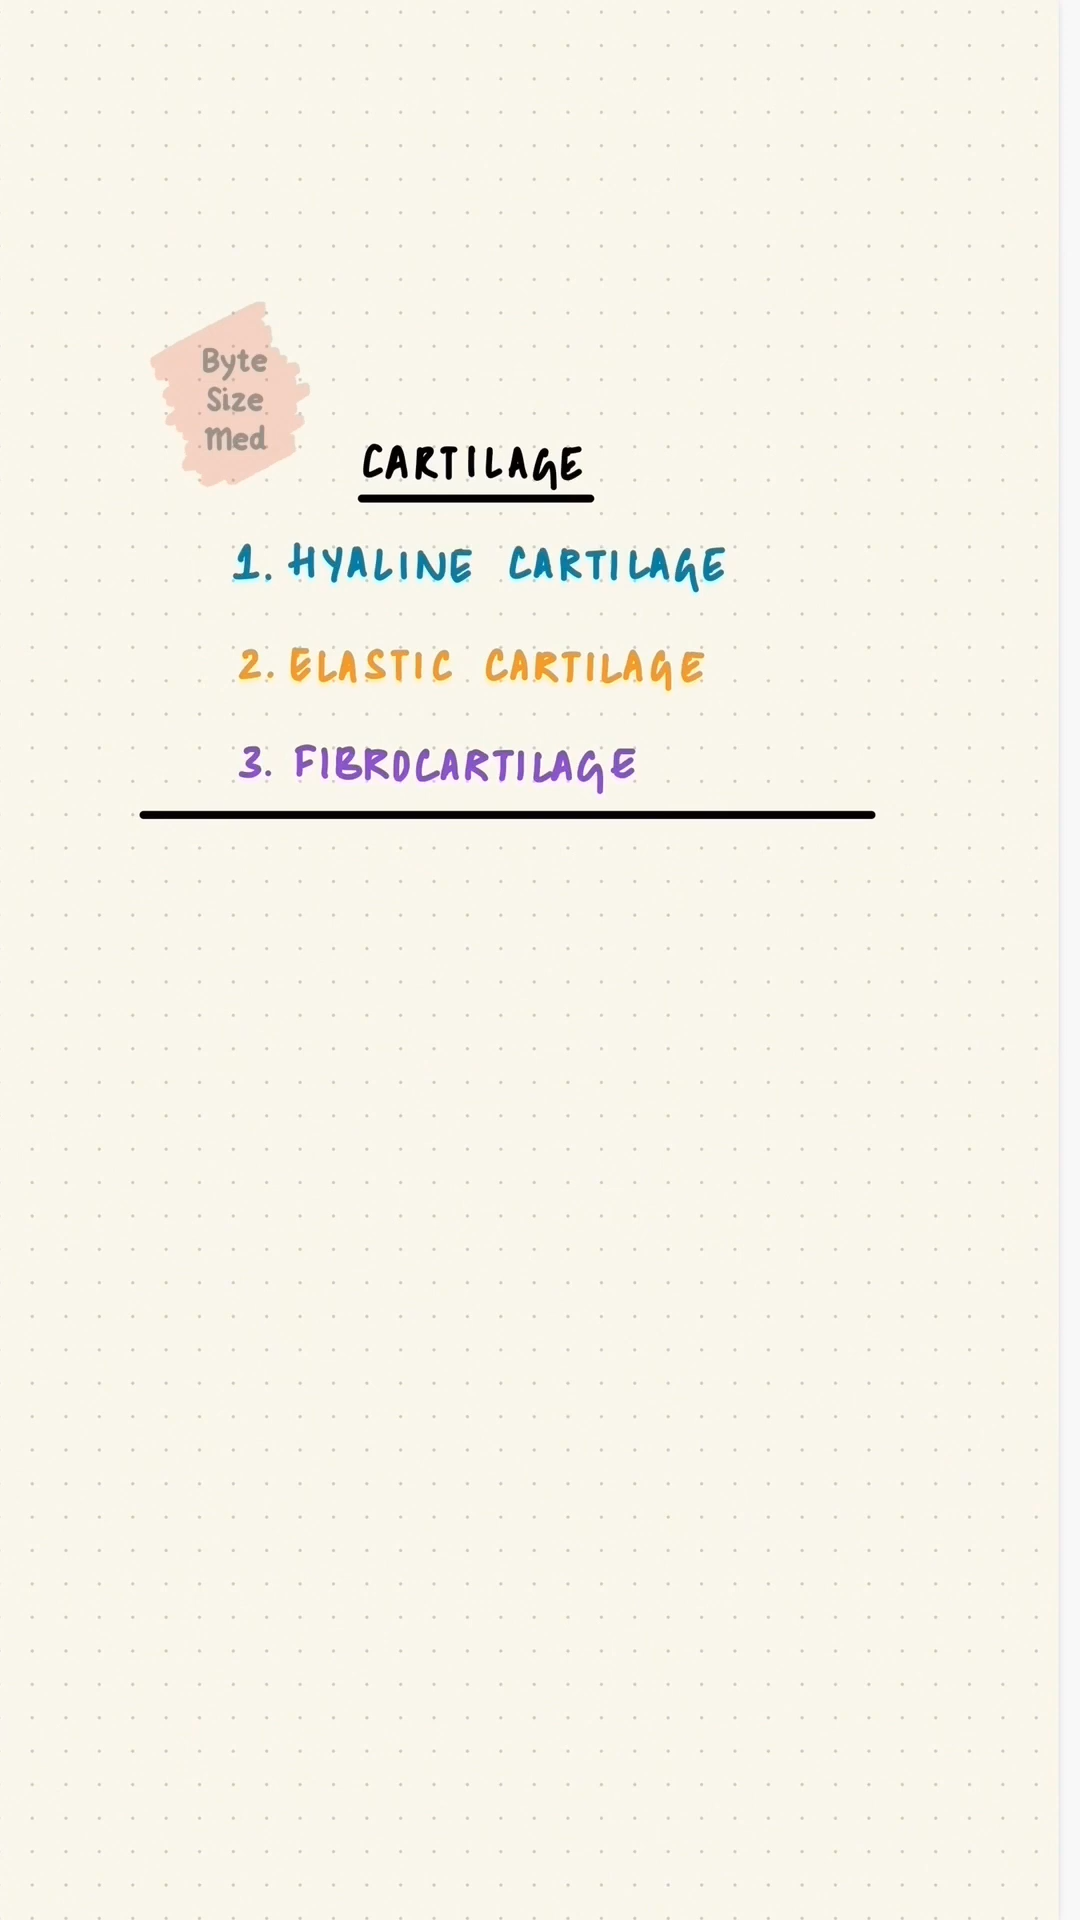 Byte
Size
Med
CARTILAGE
1. HYALINE CARTILAGE
2. ELASTIC CARTILAGE
3. FIBROCARTILAGE